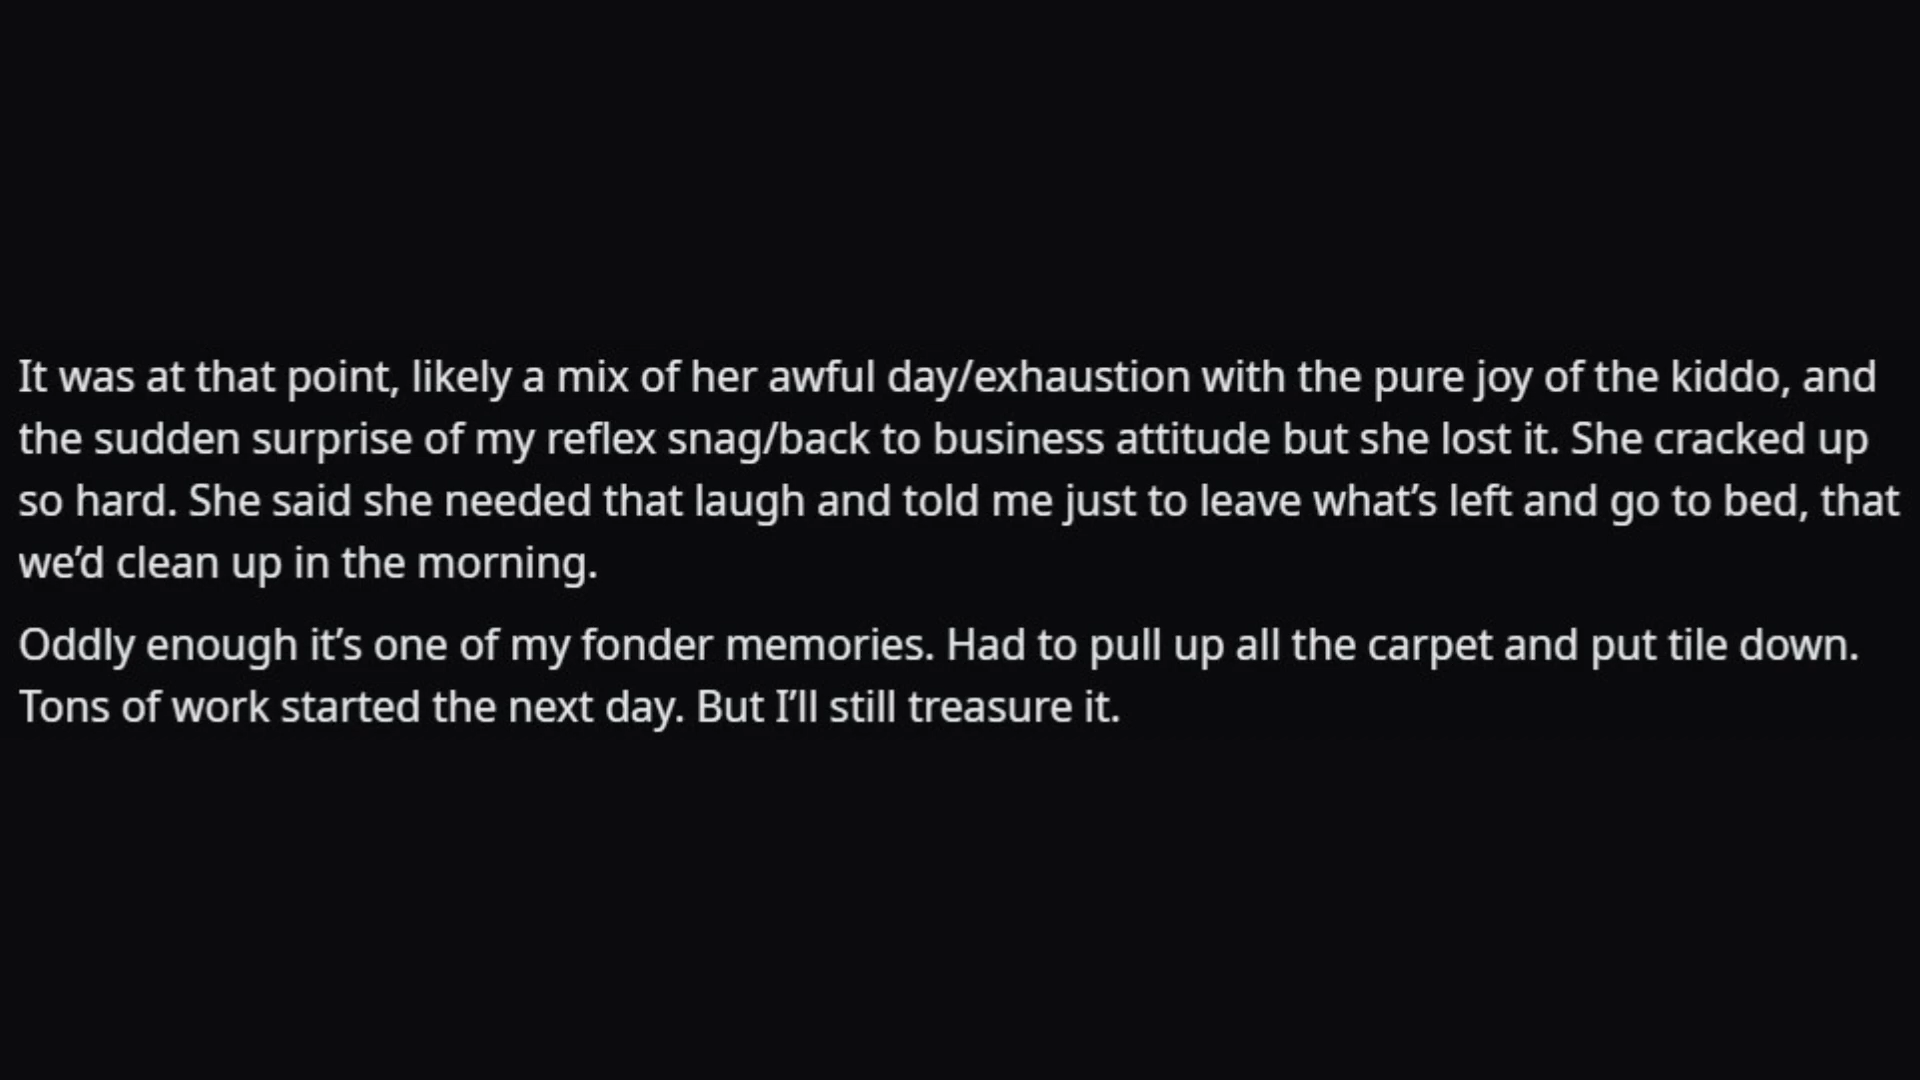 It was at that point, likely a mix of her awful day/exhaustion with the pure joy of the kiddo, and
the sudden surprise of my reflex snag/back to business attitude but she lost it. She cracked up
so hard. She said she needed that laugh and told me just to leave what’s left and go to bed, that
we’d clean up in the morning.
Oddly enough it’s one of my fonder memories. Had to pull up all the carpet and put tile down.
Tons of work started the next day. But I’ll still treasure it.